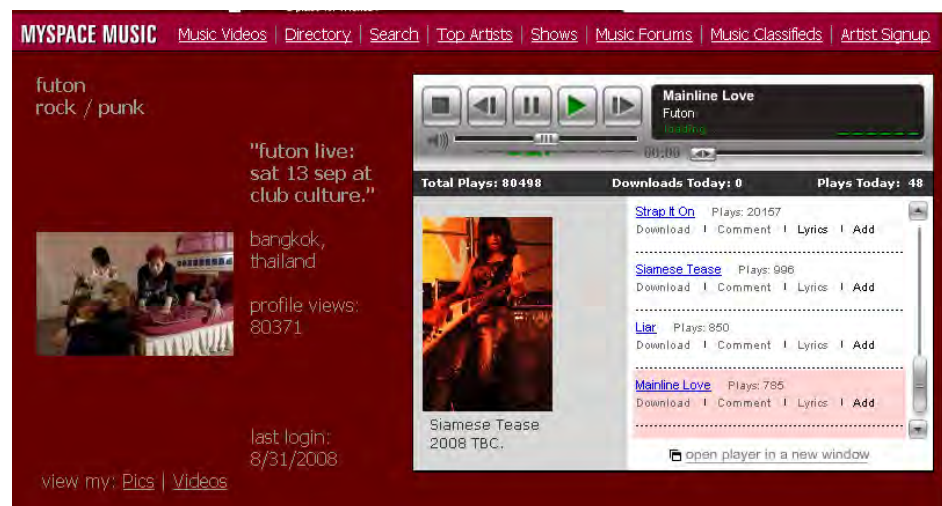 MYSPACE MUSIC Music Videos | Directory | Search | Top Artists | Shows | Music Forums | Music Classifieds | Artist Signup
futon
rock / punk
"futon live:
sat 13 sep at
club culture."
bangkok,
thailand
profile views:
80371
last login:
8/31/2008
view my: Pics | Videos
Mainline Love
Futon
loading
00:00
Total Plays: 80498 Downloads Today: 0 Plays Today: 48
Siamese Tease
2008 TBC.
Strap It On Plays: 20157
Download | Comment | Lyrics | Add
Siamese Tease Plays: 996
Download | Comment | Lyrics | Add
Liar Plays: 850
Download | Comment | Lyrics | Add
Mainline Love Plays: 785
Download | Comment | Lyrics | Add
open player in a new window